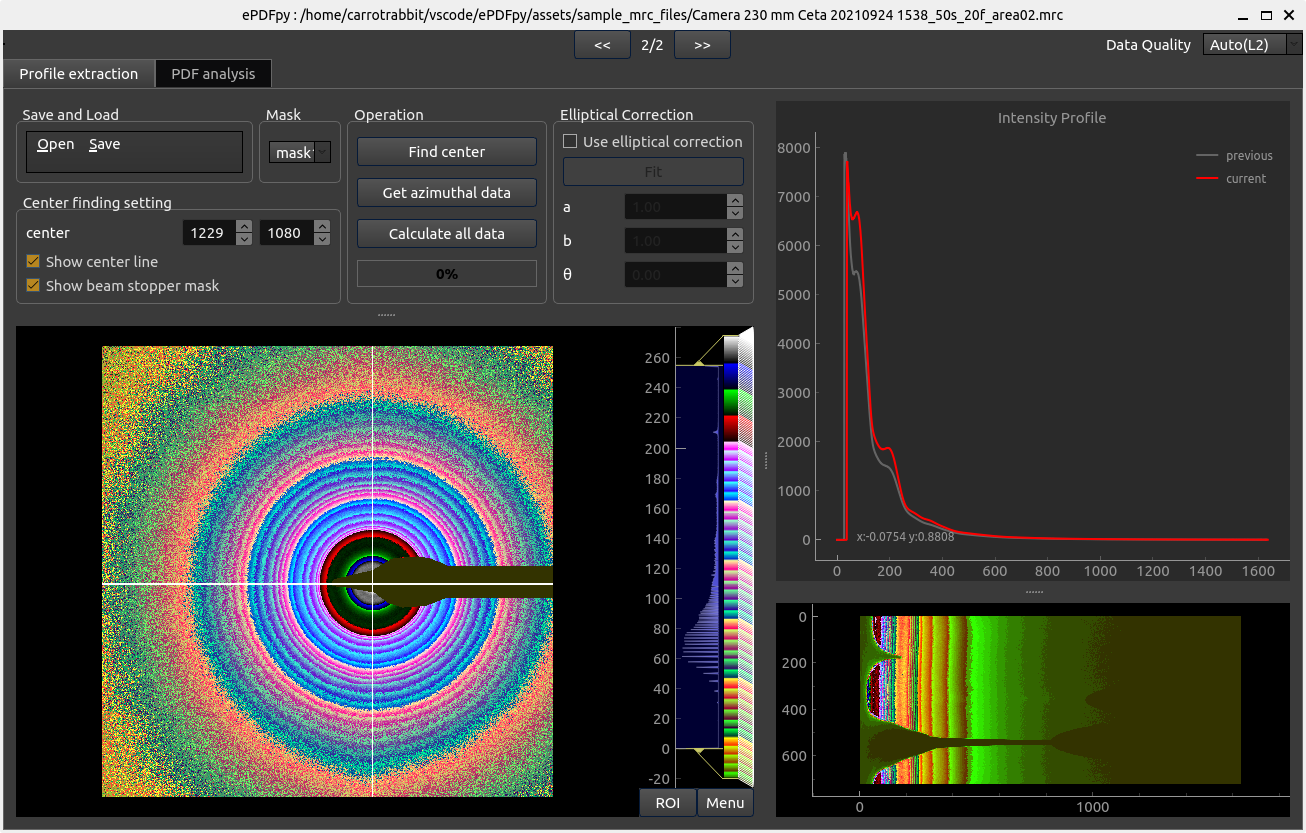 ePDFpy : /home/carrotrabbit/vscode/ePDFpy/assets/sample_mrc_files/Camera 230 mm Ceta 20210924 1538_50s_20f_area02.mrc
<< 2/2 >>
Data Quality Auto(L2)
Profile extraction PDF analysis
Save and Load
Open Save
Mask
mask
Operation
Find center
Get azimuthal data
Calculate all data
0%
Elliptical Correction
Use elliptical correction
Fit
a 1.00
b 1.00
θ 0.00
Center finding setting
center 1229 1080
Show center line
Show beam stopper mask
260
240
220
200
180
160
140
120
100
80
60
40
20
0
-20
ROI Menu
Intensity Profile
previous
current
8000
7000
6000
5000
4000
3000
2000
1000
0
x:-0.0754 y:0.8808
0 200 400 600 800 1000 1200 1400 1600
0
200
400
600
0 1000